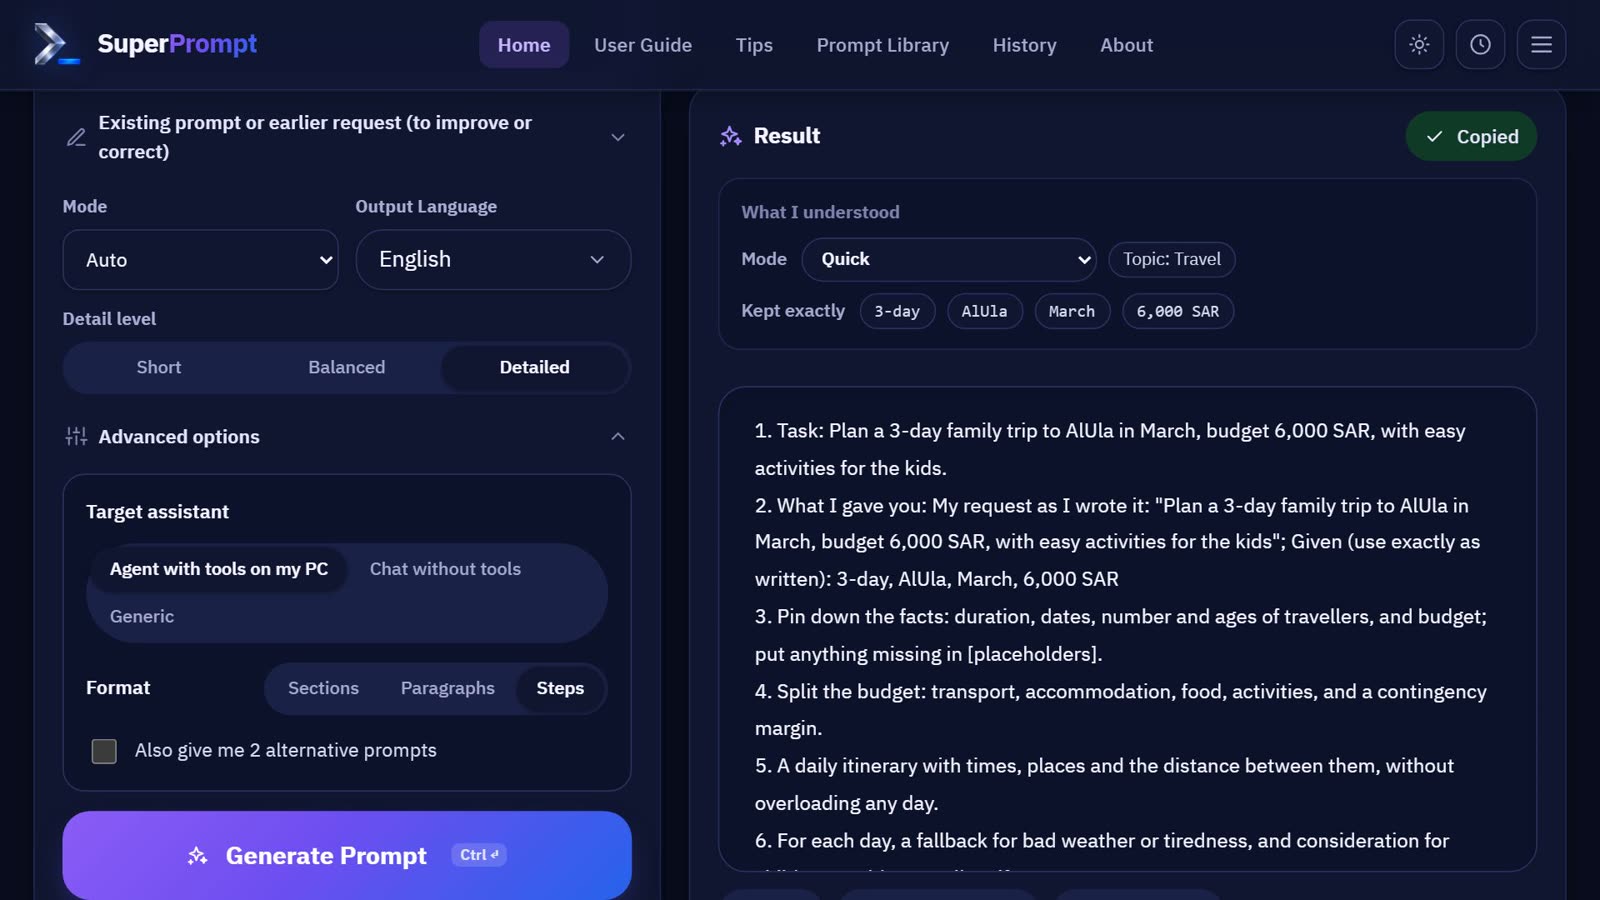 SuperPrompt
Home
User Guide
Tips
Prompt Library
History
About
Existing prompt or earlier request (to improve or
correct)
Mode
Output Language
Auto
English
Detail level
Short
Balanced
Detailed
Advanced options
Target assistant
Agent with tools on my PC
Chat without tools
Generic
Format
Sections
Paragraphs
Steps
Also give me 2 alternative prompts
Generate Prompt
Ctrl ⏎
Result
Copied
What I understood
Mode
Quick
Topic: Travel
Kept exactly
3-day
AlUla
March
6,000 SAR
1. Task: Plan a 3-day family trip to AlUla in March, budget 6,000 SAR, with easy
activities for the kids.
2. What I gave you: My request as I wrote it: "Plan a 3-day family trip to AlUla in
March, budget 6,000 SAR, with easy activities for the kids"; Given (use exactly as
written): 3-day, AlUla, March, 6,000 SAR
3. Pin down the facts: duration, dates, number and ages of travellers, and budget;
put anything missing in [placeholders].
4. Split the budget: transport, accommodation, food, activities, and a contingency
margin.
5. A daily itinerary with times, places and the distance between them, without
overloading any day.
6. For each day, a fallback for bad weather or tiredness, and consideration for